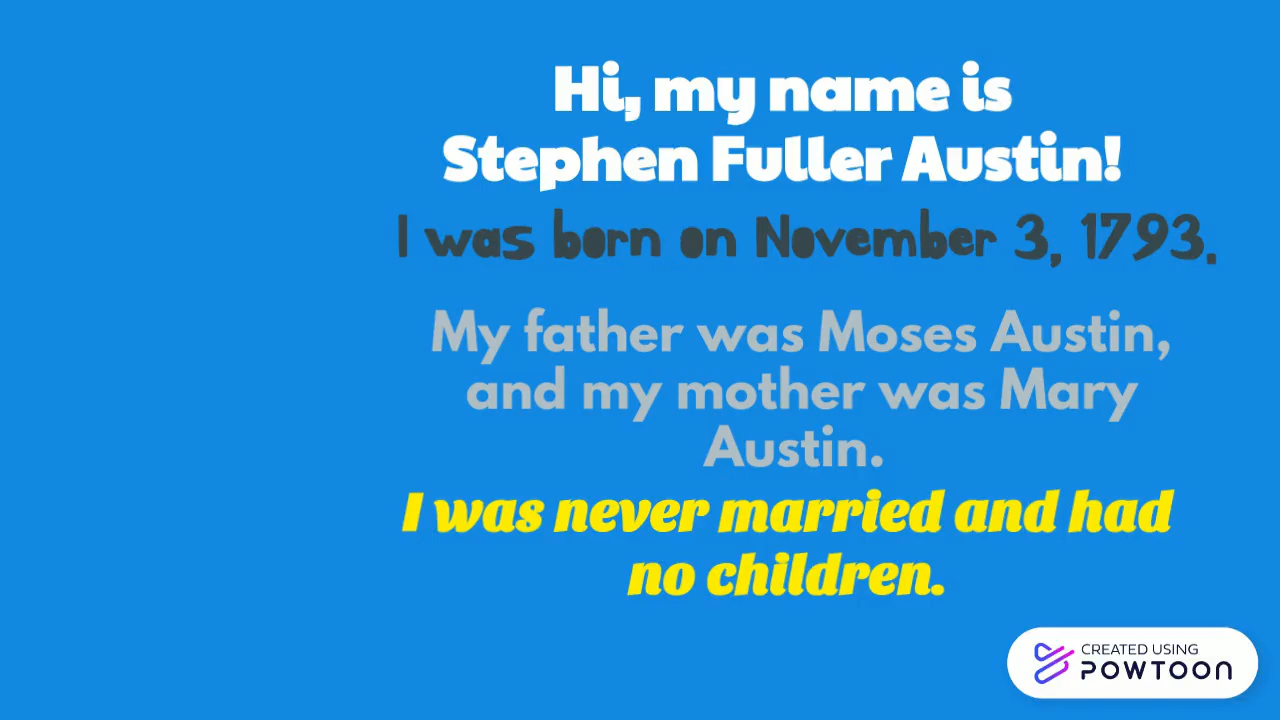 Hi, my name is
Stephen Fuller Austin!
I was born on November 3, 1793.
My father was Moses Austin,
and my mother was Mary
Austin.
I was never married and had
no children.
CREATED USING
POWTOON